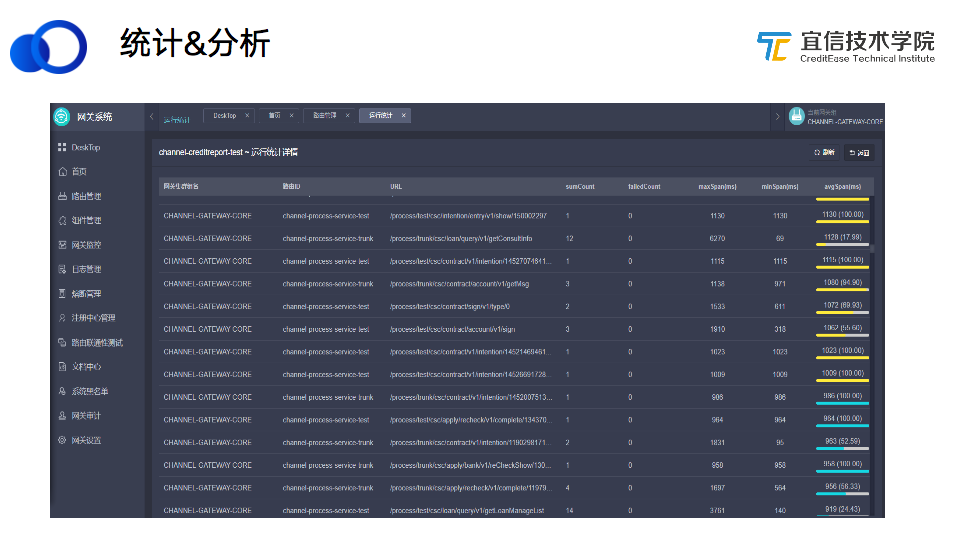 统计&分析
宜信技术学院
CreditEase Technical Institute
网关系统
运行统计
DeskTop ×
首页 ×
路由管理 ×
运行统计 ×
CHANNEL-GATEWAY-CORE
DeskTop
首页
路由管理
组件管理
网关监控
日志管理
熔断管理
注册中心管理
路由联通性测试
文档中心
系统黑名单
网关审计
网关设置
channel-creditreport-test ~ 运行统计详情
刷新
返回
网关集群别名 路由ID URL sumCount failedCount maxSpan(ms) minSpan(ms) avgSpan(ms)
CHANNEL-GATEWAY-CORE channel-process-service-test /process/test/csc/intention/entry/v1/show/150002297 1 0 1130 1130 1130 (100.00)
CHANNEL-GATEWAY-CORE channel-process-service-trunk /process/trunk/csc/loan/query/v1/getConsultInfo 12 0 6270 69 1128 (17.99)
CHANNEL-GATEWAY-CORE channel-process-service-test /process/test/csc/contract/v1/intention/14527074641... 1 0 1115 1115 1115 (100.00)
CHANNEL-GATEWAY-CORE channel-process-service-trunk /process/trunk/csc/contract/account/v1/getMsg 3 0 1138 971 1080 (94.90)
CHANNEL-GATEWAY-CORE channel-process-service-test /process/test/csc/contract/sign/v1/type/0 2 0 1533 611 1072 (69.93)
CHANNEL-GATEWAY-CORE channel-process-service-test /process/test/csc/contract/account/v1/sign 3 0 1910 318 1062 (55.60)
CHANNEL-GATEWAY-CORE channel-process-service-test /process/test/csc/contract/v1/intention/14521469461... 1 0 1023 1023 1023 (100.00)
CHANNEL-GATEWAY-CORE channel-process-service-test /process/test/csc/contract/v1/intention/14526691728... 1 0 1009 1009 1009 (100.00)
CHANNEL-GATEWAY-CORE channel-process-service-trunk /process/trunk/csc/contract/v1/intention/1452007513... 1 0 986 986 986 (100.00)
CHANNEL-GATEWAY-CORE channel-process-service-test /process/test/csc/apply/recheck/v1/complete/134370... 1 0 964 964 964 (100.00)
CHANNEL-GATEWAY-CORE channel-process-service-trunk /process/trunk/csc/contract/v1/intention/1190298171... 2 0 1831 95 963 (52.59)
CHANNEL-GATEWAY-CORE channel-process-service-trunk /process/trunk/csc/apply/bank/v1/reCheckShow/130... 1 0 958 958 958 (100.00)
CHANNEL-GATEWAY-CORE channel-process-service-trunk /process/trunk/csc/apply/recheck/v1/complete/11979... 4 0 1697 564 956 (56.33)
CHANNEL-GATEWAY-CORE channel-process-service-test /process/test/csc/loan/query/v1/getLoanManageList 14 0 3761 140 919 (24.43)